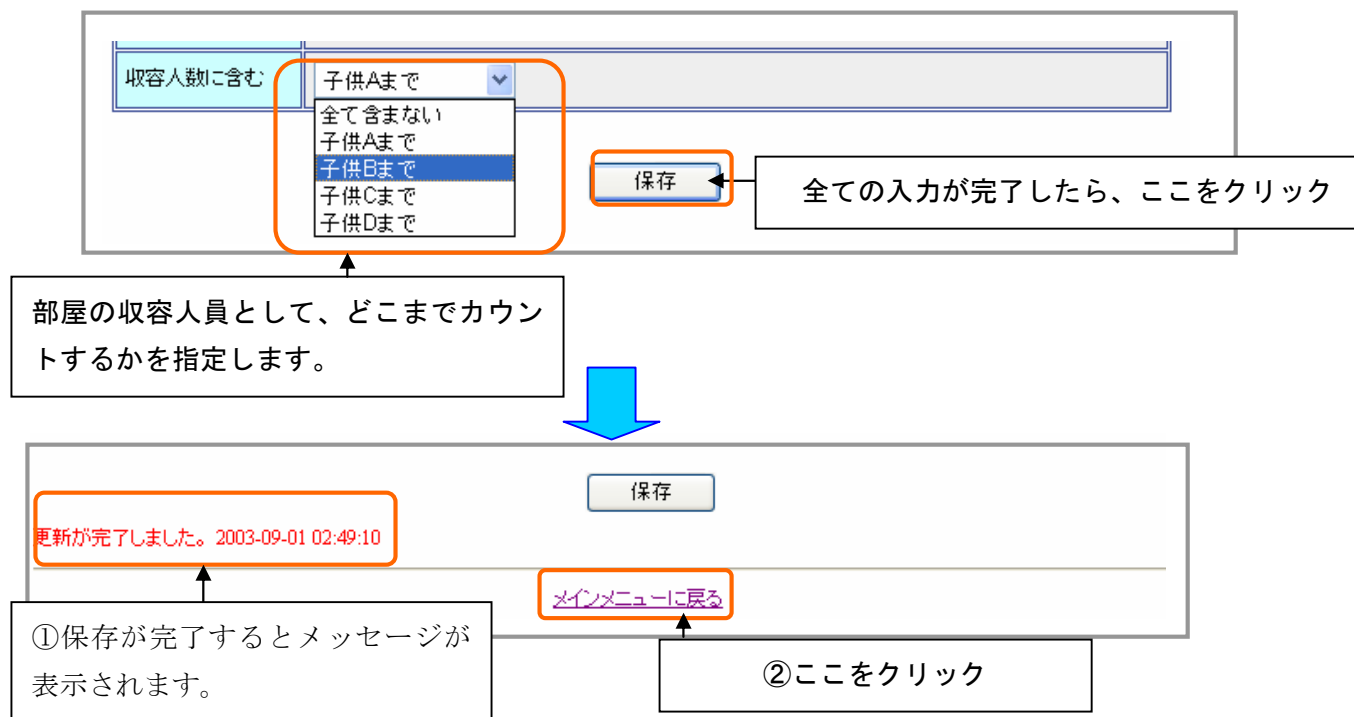 収容人数に含む
子供Aまで
全て含まない
子供Aまで
子供Bまで
子供Cまで
子供Dまで
保存
全ての入力が完了したら、ここをクリック
部屋の収容人員として、どこまでカウン
トするかを指定します。
保存
更新が完了しました。2003-09-01 02:49:10
メインメニューに戻る
①保存が完了するとメッセージが
表示されます。
②ここをクリック